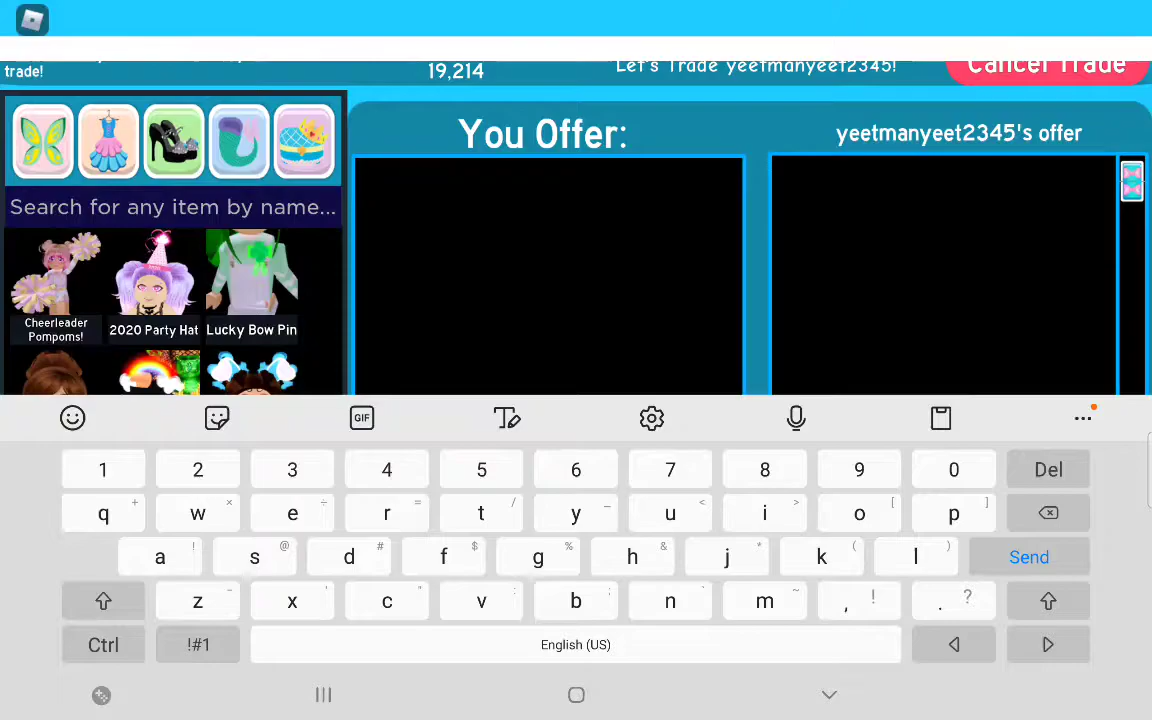 trade!
19,214
Let's Trade yeetmanyeet2345!
Cancel Trade
You Offer:
yeetmanyeet2345's offer
Search for any item by name...
Cheerleader
Pompoms!
2020 Party Hat
Lucky Bow Pin
GIF
1 2 3 4 5 6 7 8 9 0 Del
q + w × e ÷ r = t / y _ u < i > o [ p ]
a ! s @ d # f $ g % h & j * k ( l ) Send
z - x ' c " v : b ; n , m ~ , ! . ?
Ctrl !#1 English (US)